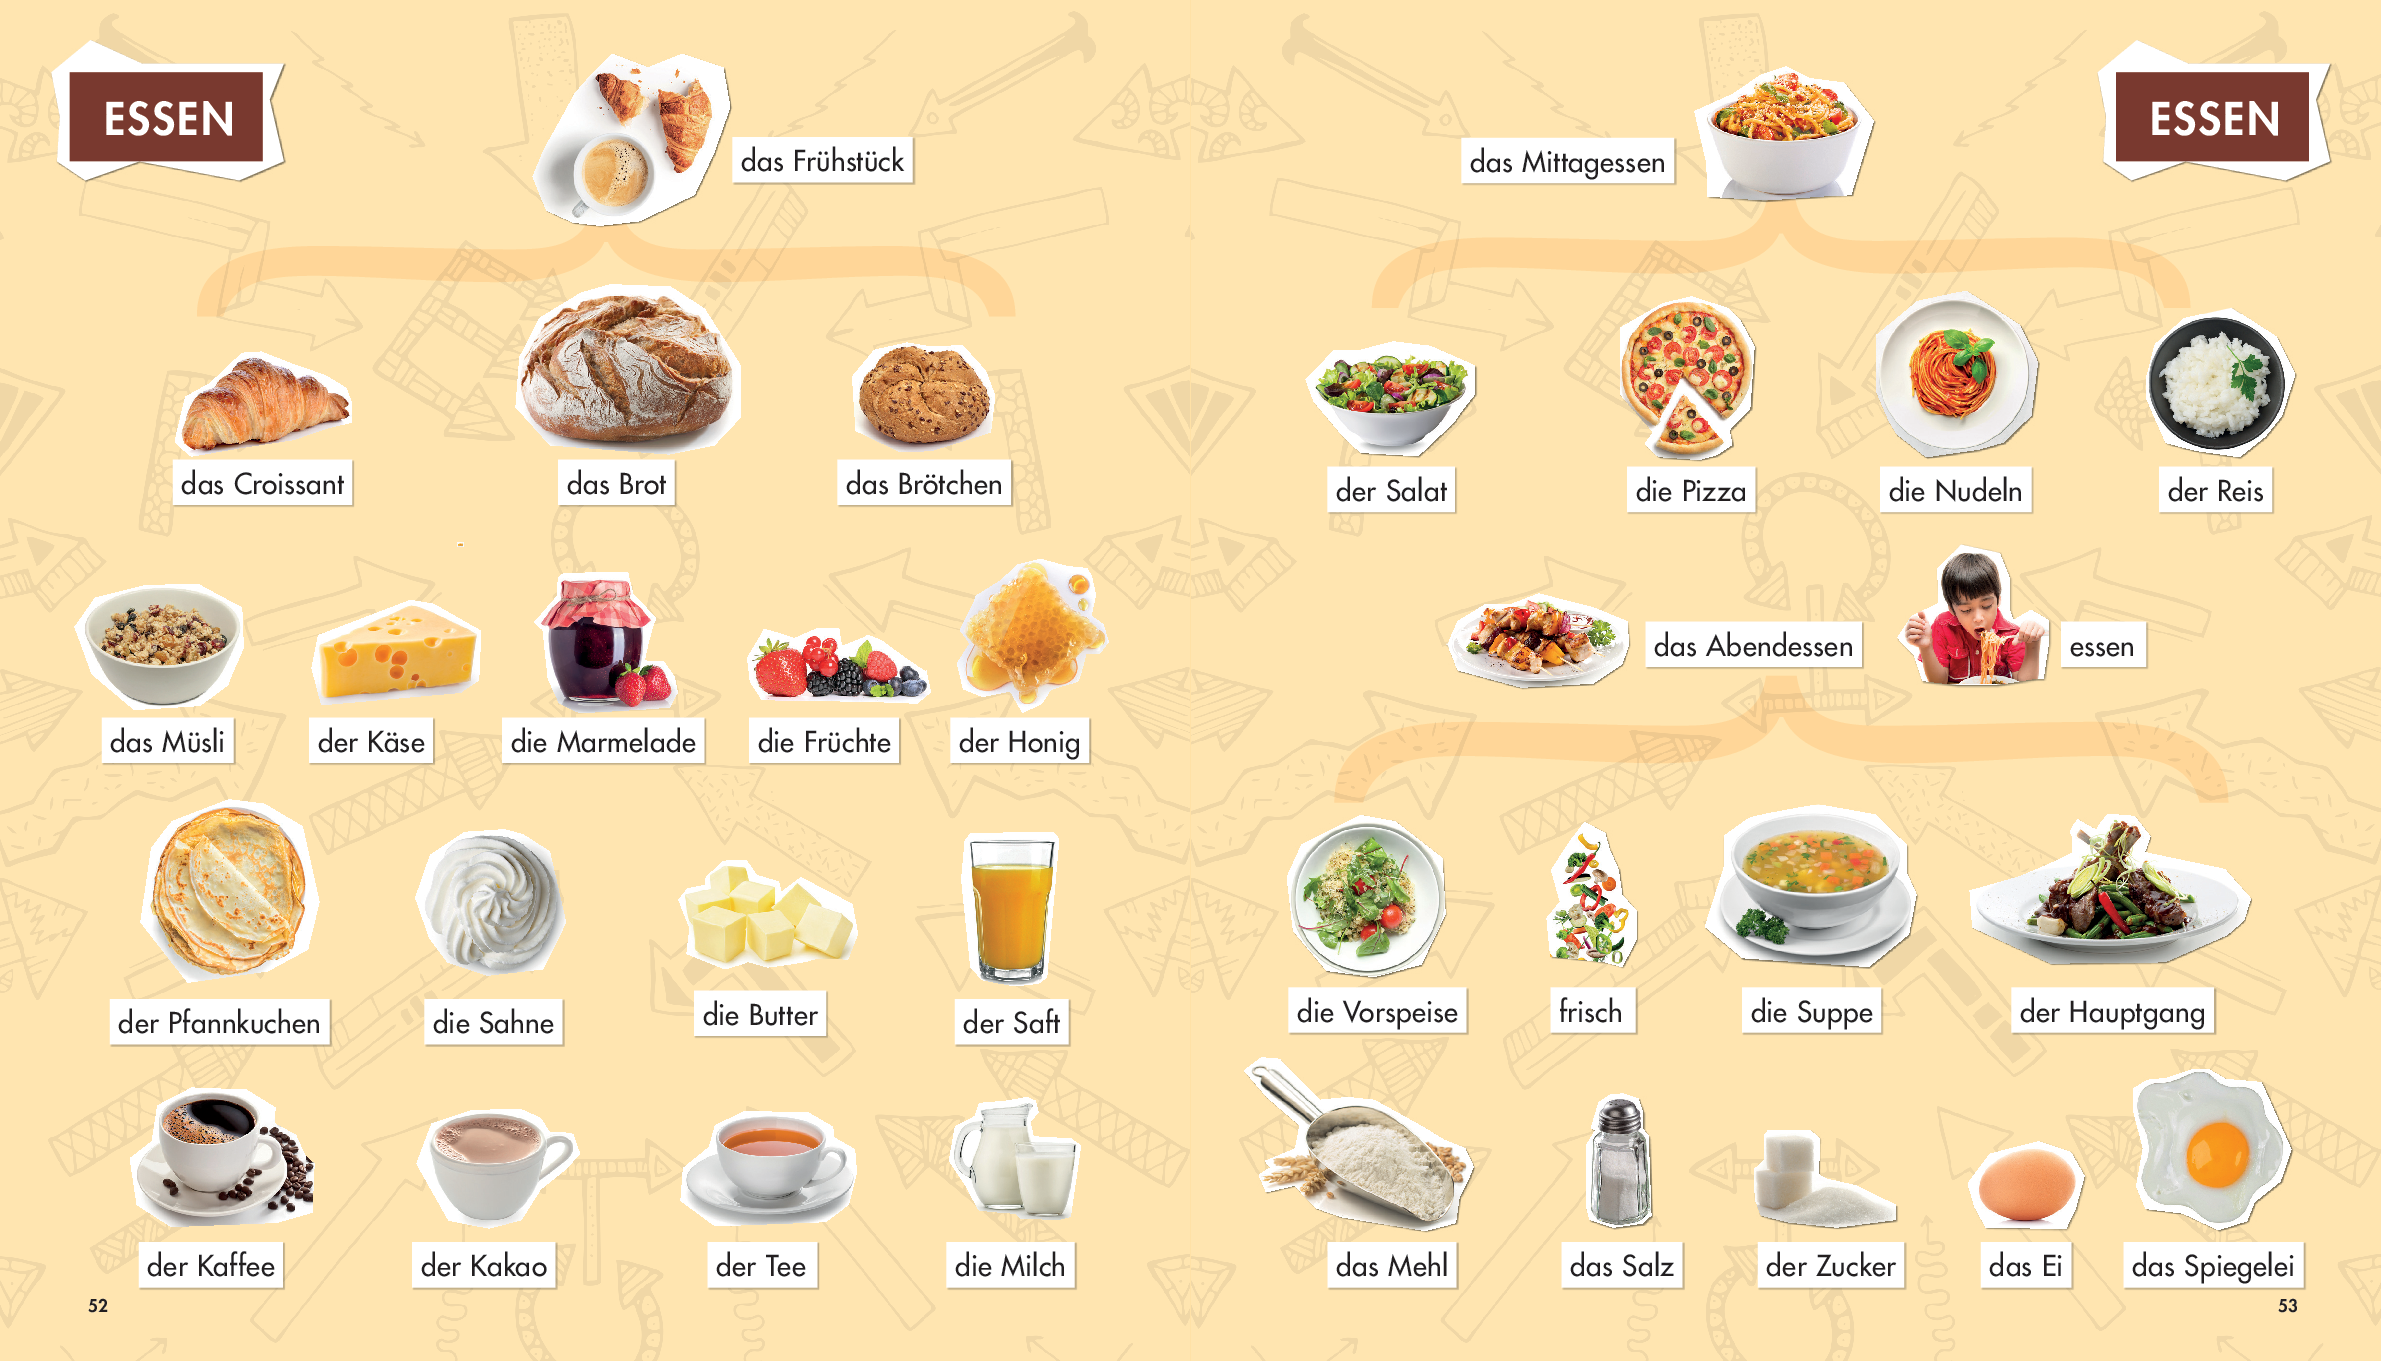 ESSEN
das Frühstück
das Croissant
das Brot
das Brötchen
das Müsli
der Käse
die Marmelade
die Früchte
der Honig
der Pfannkuchen
die Sahne
die Butter
der Saft
der Kaffee
der Kakao
der Tee
die Milch
52
ESSEN
das Mittagessen
der Salat
die Pizza
die Nudeln
der Reis
das Abendessen
essen
die Vorspeise
frisch
die Suppe
der Hauptgang
das Mehl
das Salz
der Zucker
das Ei
das Spiegelei
53